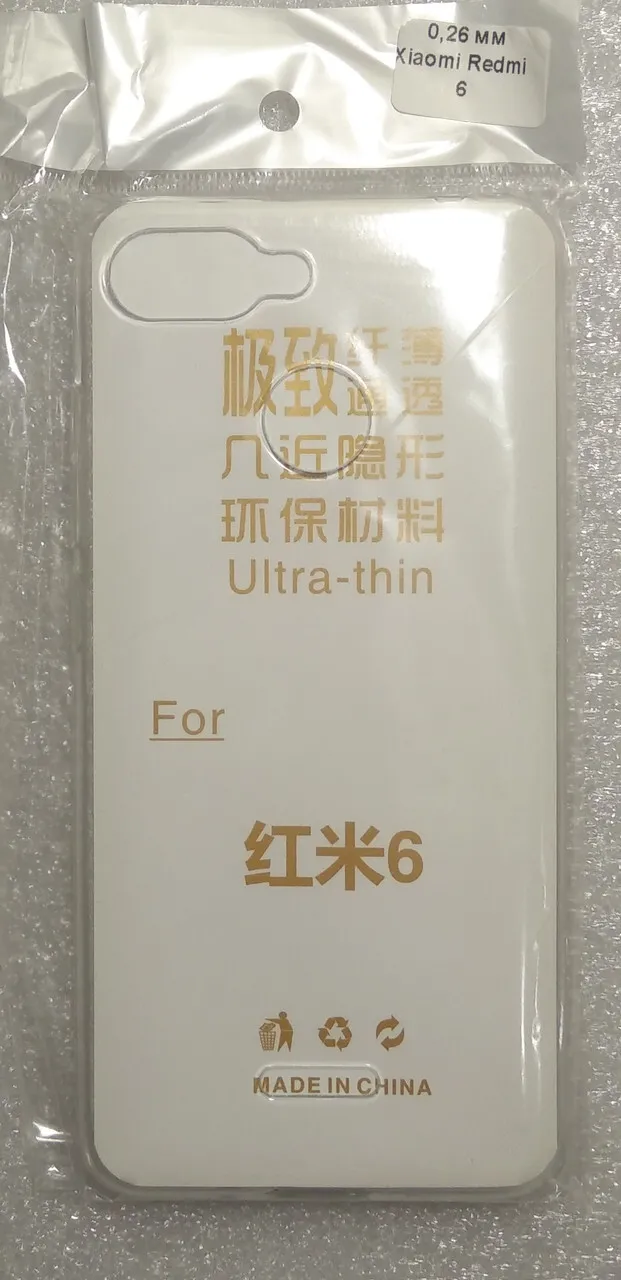 0,26 мм
Xiaomi Redmi
6
极致纤薄
通透
几近隐形
环保材料
Ultra-thin
For
红米6
MADE IN CHINA